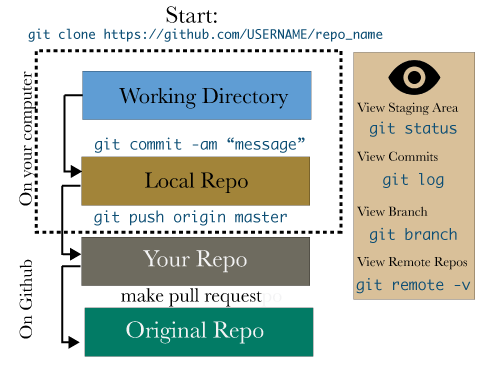 Start:
git clone https://github.com/USERNAME/repo_name
On your computer
Working Directory
git commit -am “message”
Local Repo
git push origin master
On Github
Your Repo
make pull request
Original Repo
View Staging Area
git status
View Commits
git log
View Branch
git branch
View Remote Repos
git remote -v